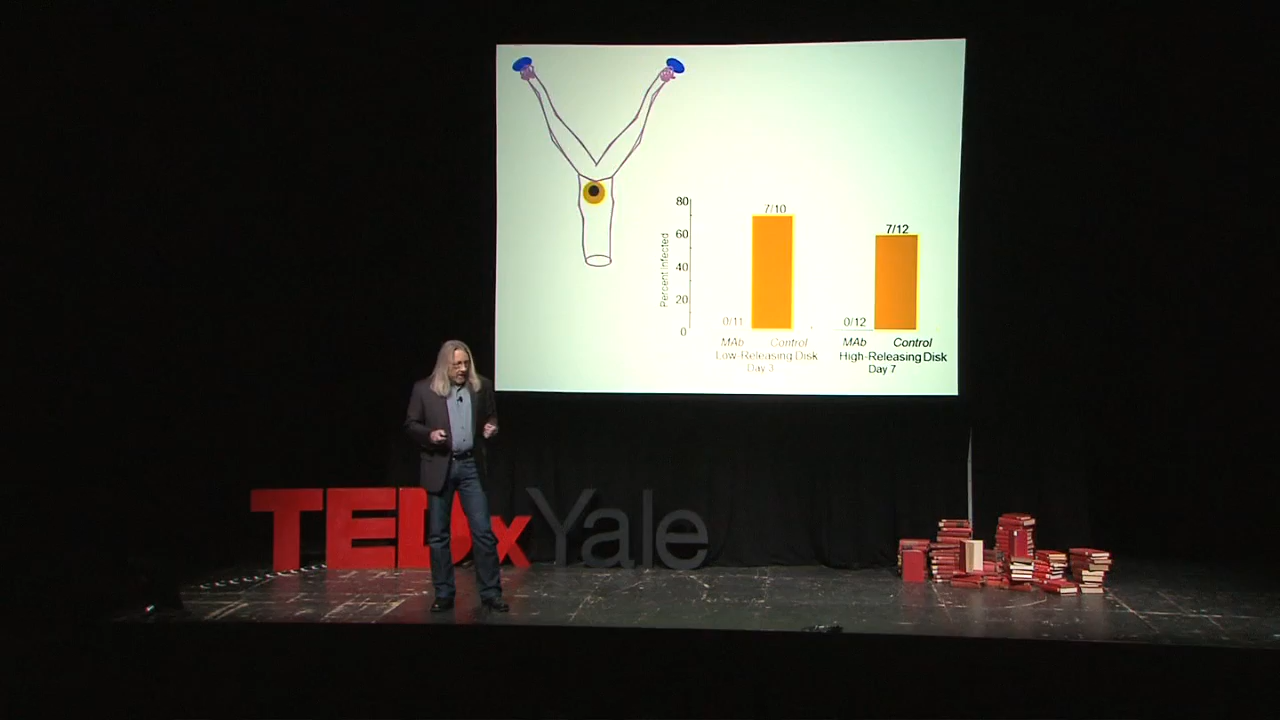 80
60
40
20
0
Percent Infected
7/10
7/12
0/11
0/12
MAb Control
MAb Control
Low-Releasing Disk
High-Releasing Disk
Day 3
Day 7
TEDxYale